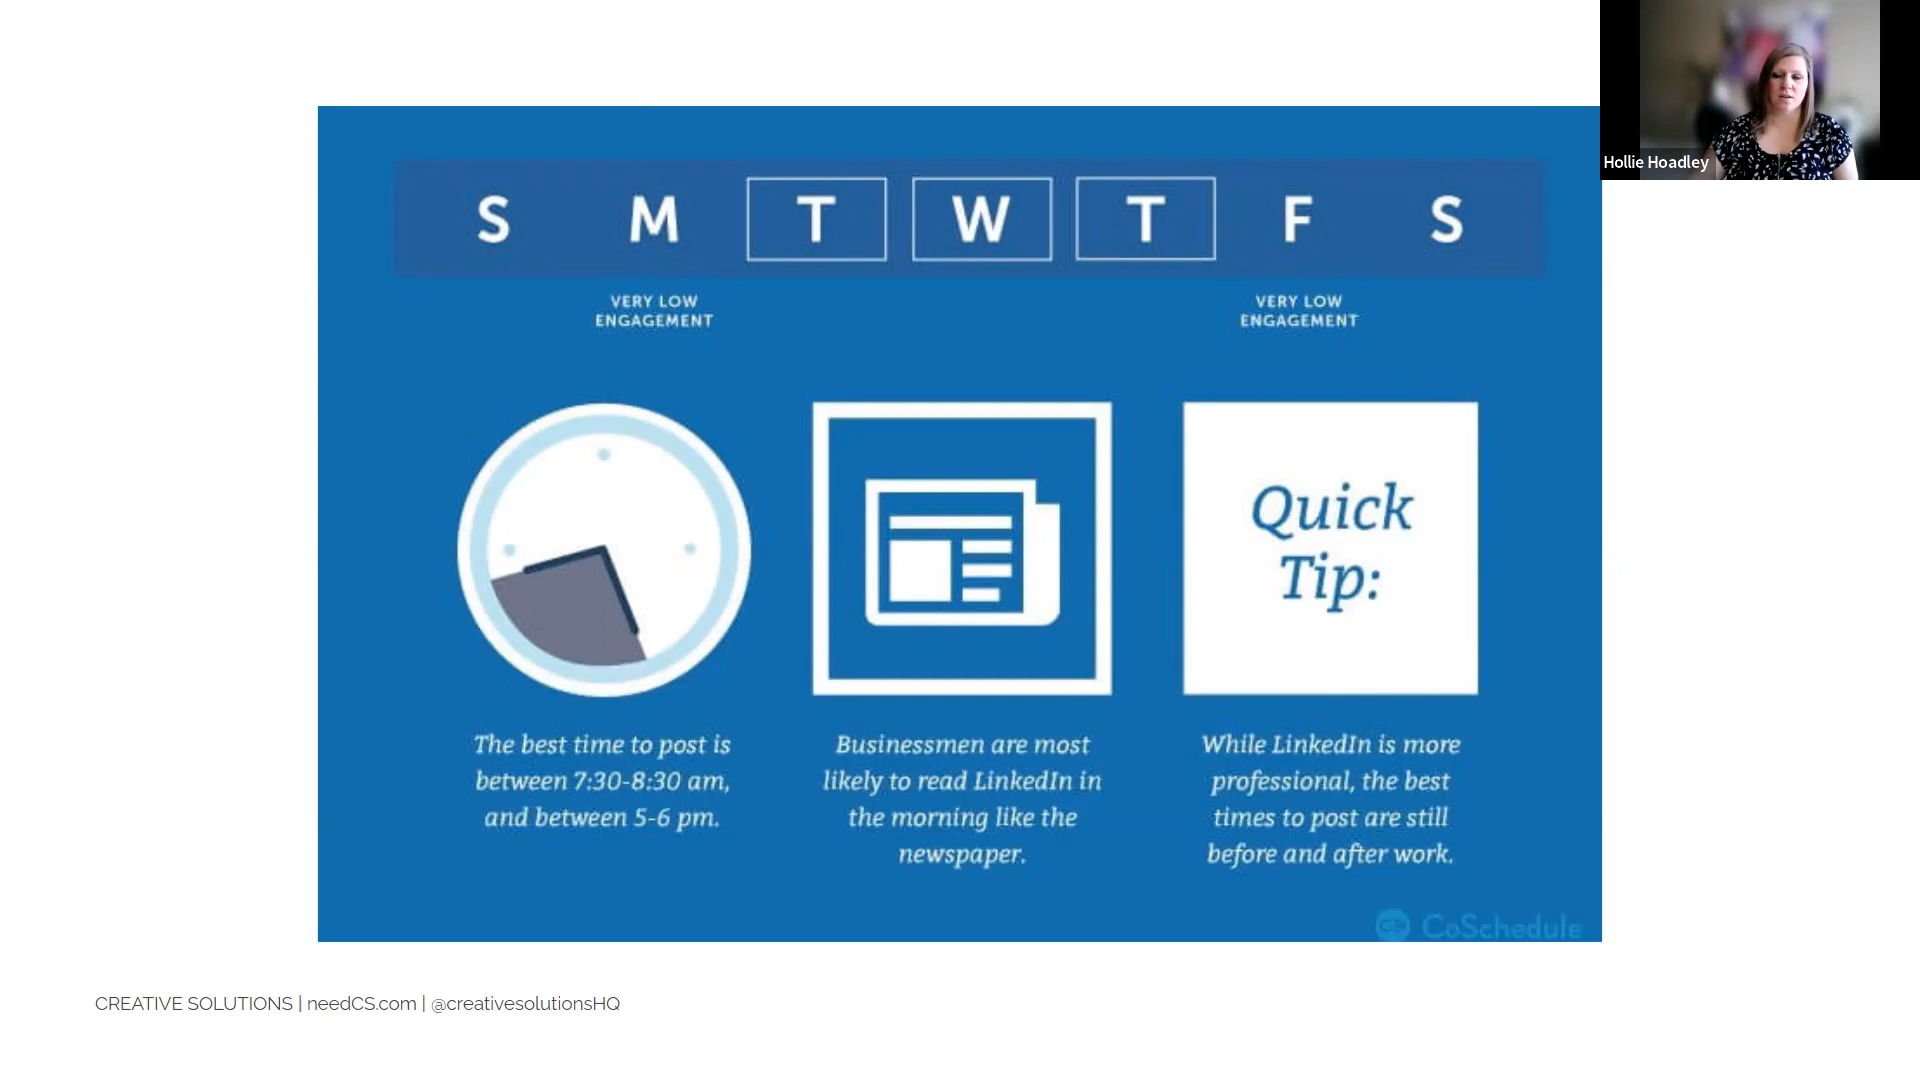 Hollie Hoadley
S M T W T F S
VERY LOW
ENGAGEMENT
VERY LOW
ENGAGEMENT
Quick
Tip:
The best time to post is
between 7:30-8:30 am,
and between 5-6 pm.
Businessmen are most
likely to read LinkedIn in
the morning like the
newspaper.
While LinkedIn is more
professional, the best
times to post are still
before and after work.
CoSchedule
CREATIVE SOLUTIONS | needCS.com | @creativesolutionsHQ